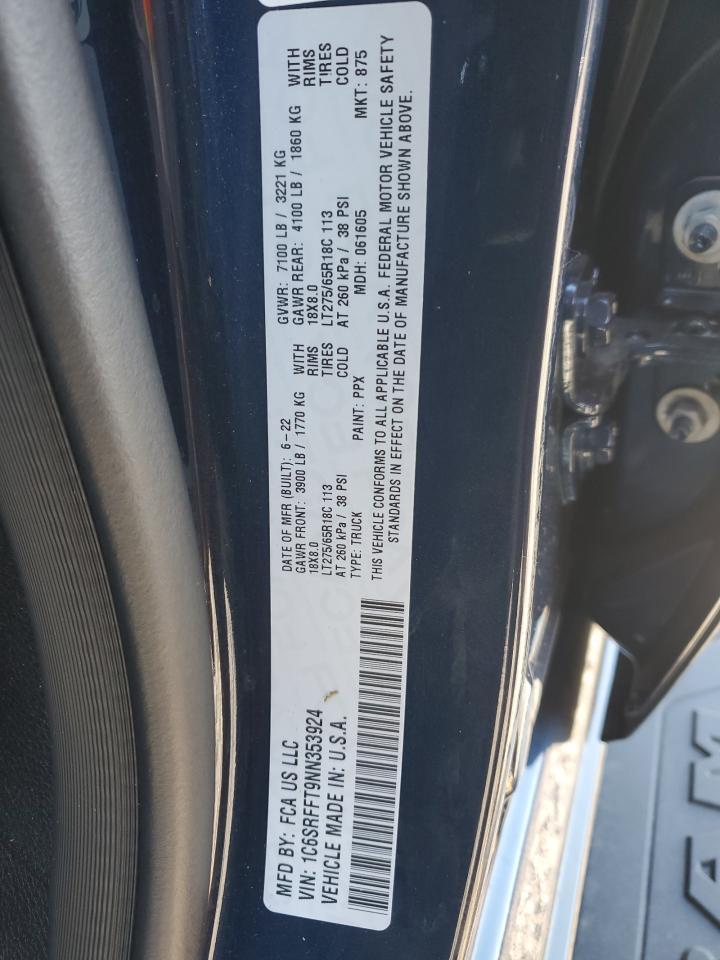 MFD BY: FCA US LLC
VIN: 1C6SRFFT9NN353924
VEHICLE MADE IN: U.S.A.
DATE OF MFR (BUILT): 6-22
GVWR: 7100 LB / 3221 KG
GAWR FRONT: 3900 LB / 1770 KG WITH
GAWR REAR: 4100 LB / 1860 KG WITH
18X8.0 RIMS
18X8.0 RIMS
LT275/65R18C 113 TIRES
LT275/65R18C 113 TIRES
AT 260 kPa / 38 PSI COLD
AT 260 kPa / 38 PSI COLD
TYPE: TRUCK PAINT: PPX MDH: 061605 MKT: 875
THIS VEHICLE CONFORMS TO ALL APPLICABLE U.S.A. FEDERAL MOTOR VEHICLE SAFETY
STANDARDS IN EFFECT ON THE DATE OF MANUFACTURE SHOWN ABOVE.
AM